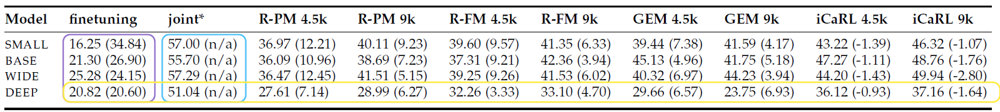 Model finetuning joint* R-PM 4.5k R-PM 9k R-FM 4.5k R-FM 9k GEM 4.5k GEM 9k iCaRL 4.5k iCaRL 9k
SMALL 16.25 (34.84) 57.00 (n/a) 36.97 (12.21) 40.11 (9.23) 39.60 (9.57) 41.35 (6.33) 39.44 (7.38) 41.59 (4.17) 43.22 (-1.39) 46.32 (-1.07)
BASE 21.30 (26.90) 55.70 (n/a) 36.09 (10.96) 38.69 (7.23) 37.31 (9.21) 42.36 (3.94) 45.13 (4.96) 41.75 (5.18) 47.27 (-1.11) 48.76 (-1.76)
WIDE 25.28 (24.15) 57.29 (n/a) 36.47 (12.45) 41.51 (5.15) 39.25 (9.26) 41.53 (6.02) 40.32 (6.97) 44.23 (3.94) 44.20 (-1.43) 49.94 (-2.80)
DEEP 20.82 (20.60) 51.04 (n/a) 27.61 (7.14) 28.99 (6.27) 32.26 (3.33) 33.10 (4.70) 29.66 (6.57) 23.75 (6.93) 36.12 (-0.93) 37.16 (-1.64)